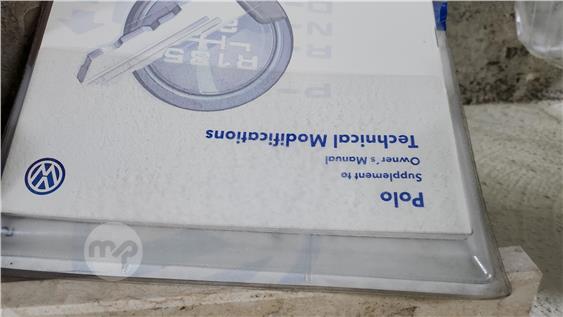 Polo
Supplement to
Owner's Manual
Technical Modifications